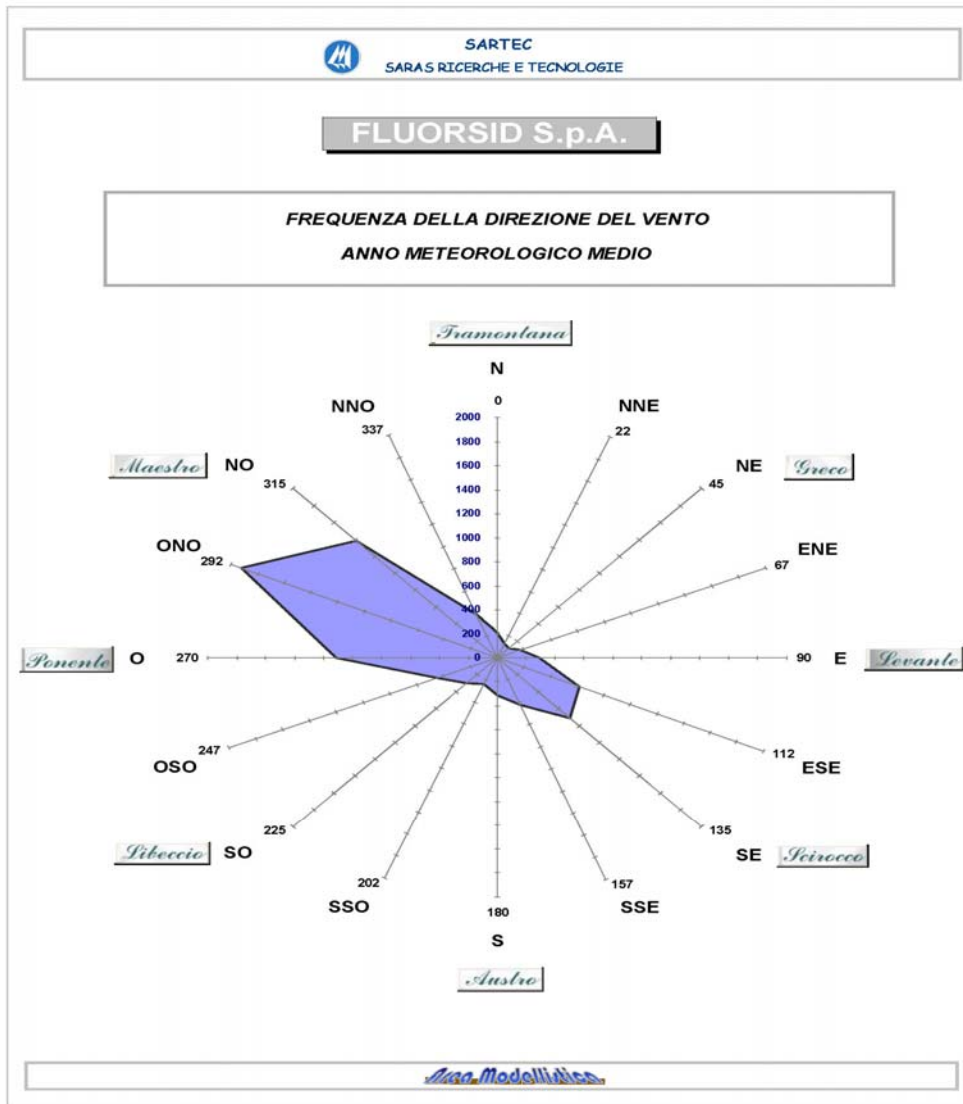 SARTEC
SARAS RICERCHE E TECNOLOGIE
FLUORSID S.p.A.
FREQUENZA DELLA DIREZIONE DEL VENTO
ANNO METEOROLOGICO MEDIO
Tramontana
N
0
NNO
337
NNE
22
2000
1800
1600
1400
1200
1000
800
600
400
200
0
Maestro
NO
315
NE
45
Greco
ONO
292
ENE
67
Ponente
O
270
90
E
Levante
OSO
247
112
ESE
Libeccio
SO
225
135
SE
Scirocco
SSO
202
157
SSE
180
S
Austro
Area Modellistica